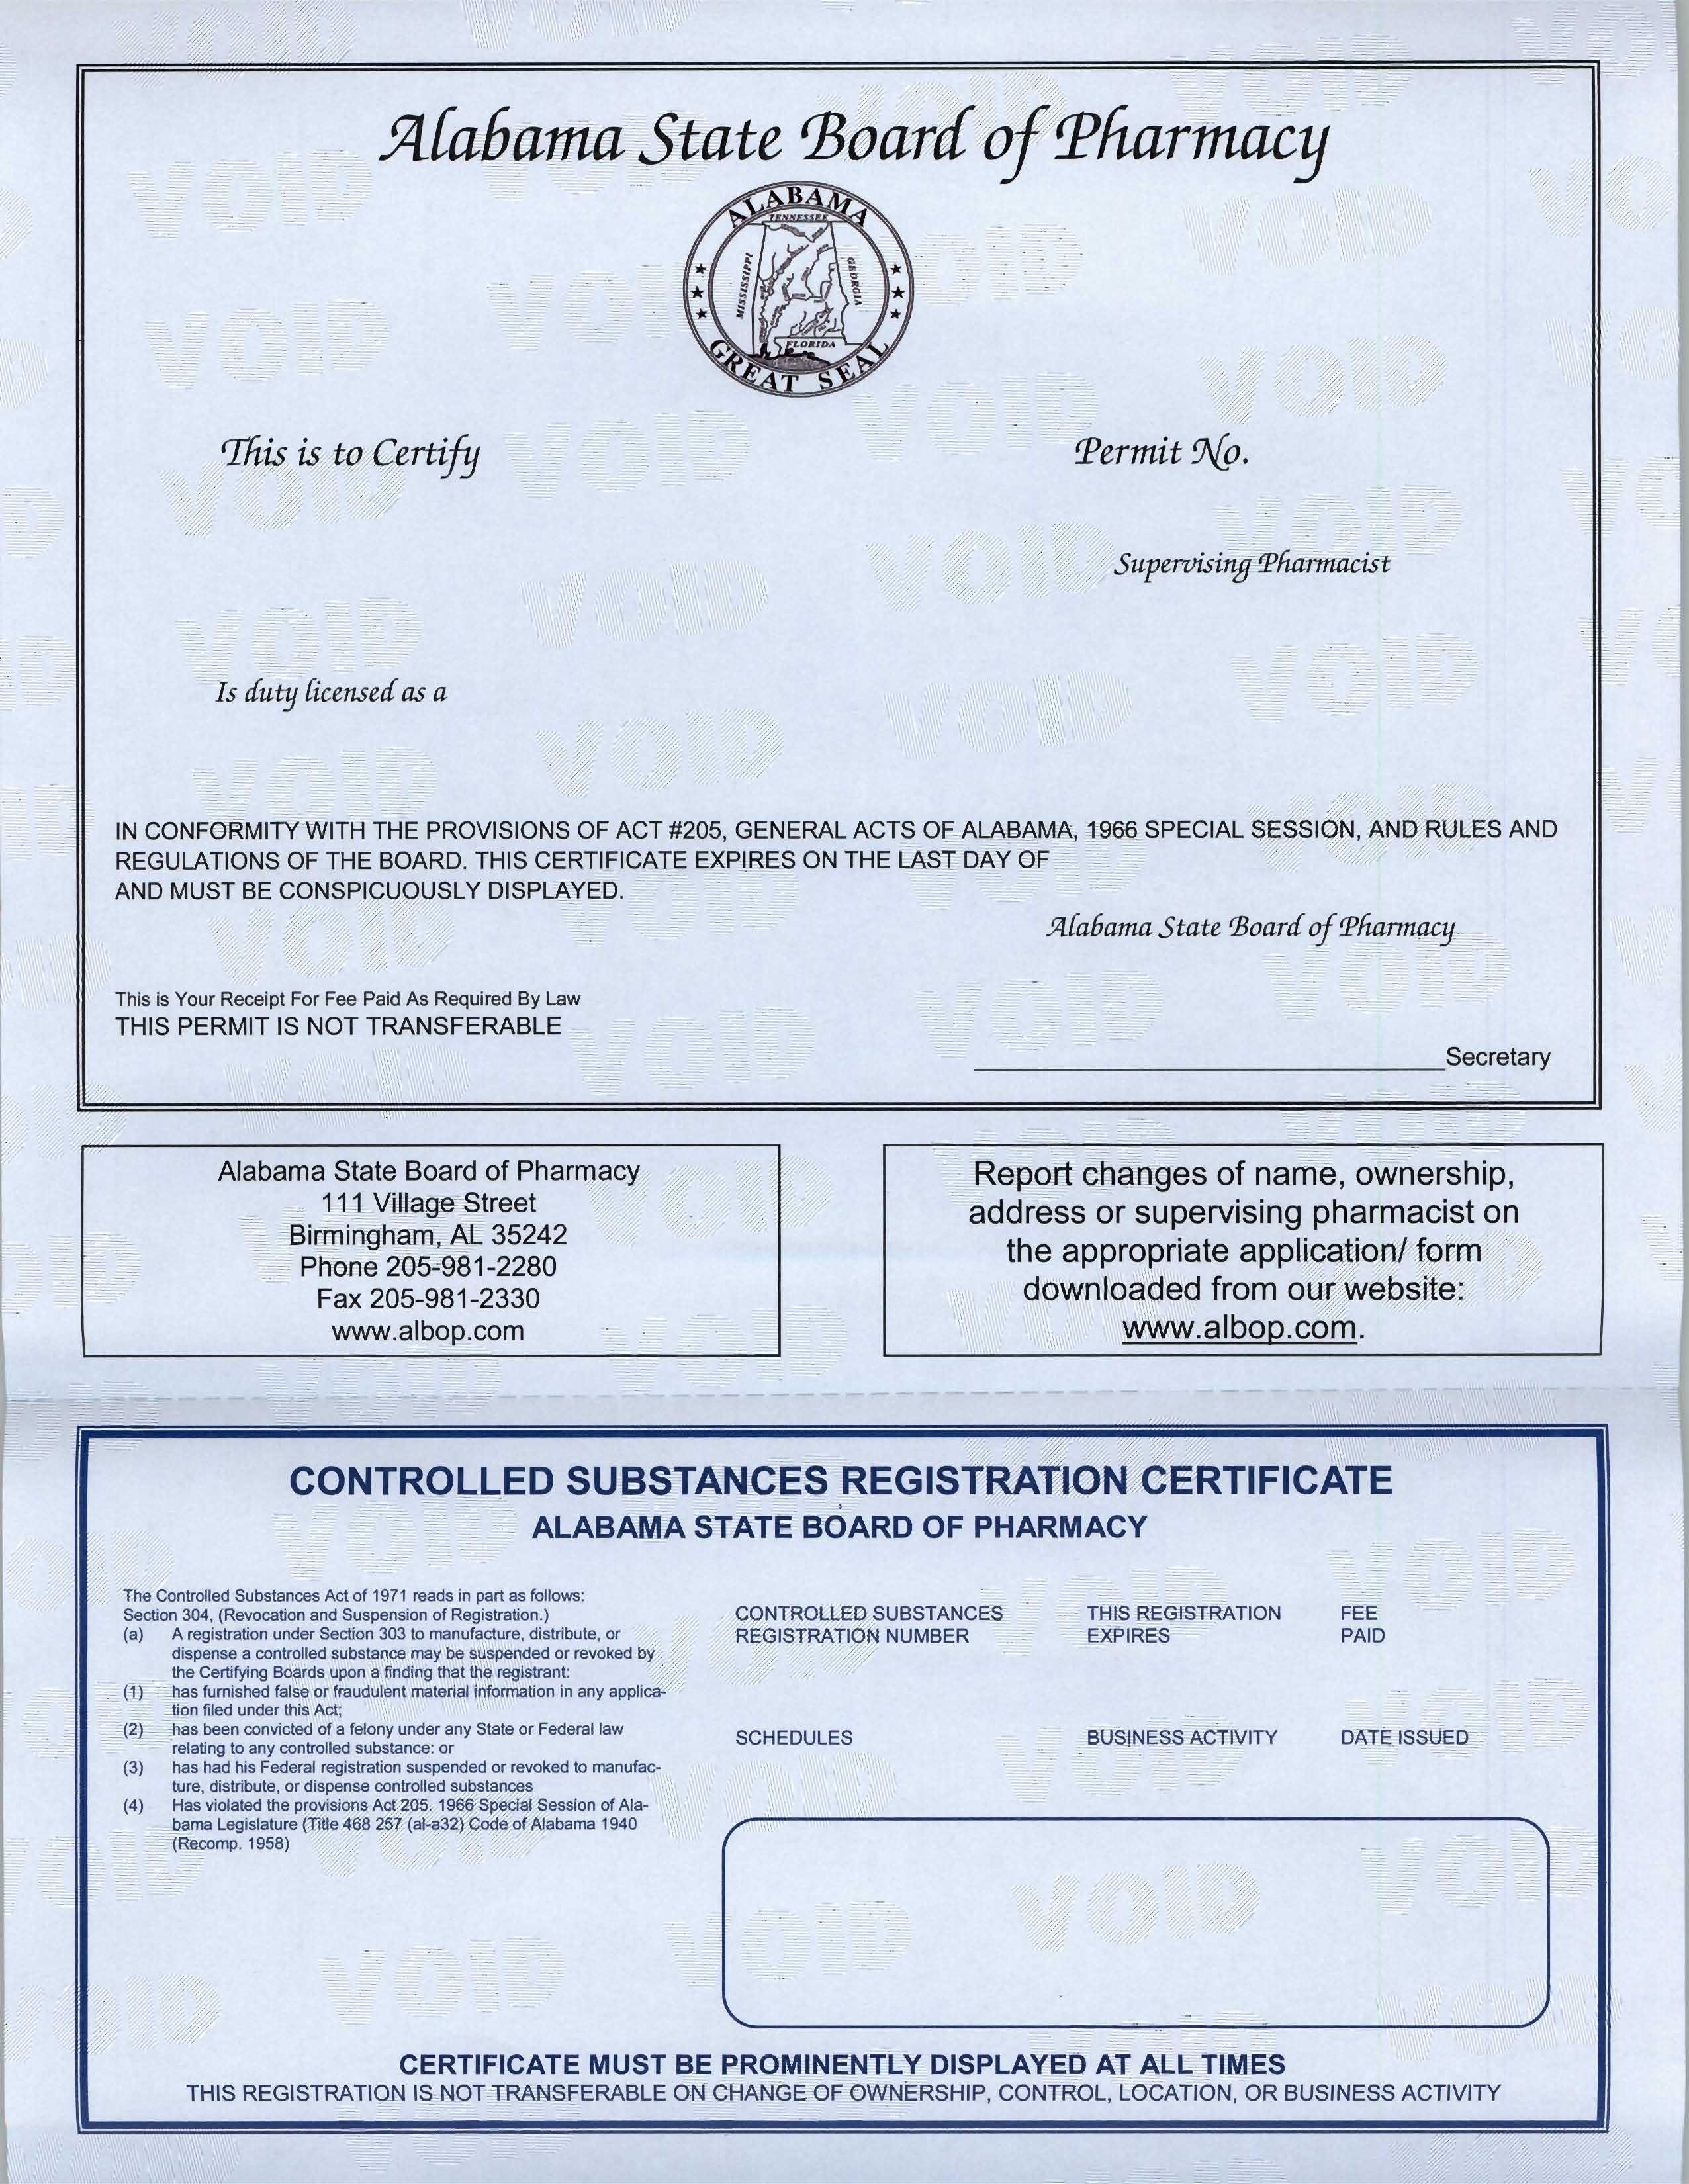 Alabama State Board of Pharmacy
ALABAMA
TENNESSEE
MISSISSIPPI
GEORGIA
FLORIDA
GREAT SEAL
This is to Certify
Permit No.
Supervising Pharmacist
Is duty licensed as a
IN CONFORMITY WITH THE PROVISIONS OF ACT #205, GENERAL ACTS OF ALABAMA, 1966 SPECIAL SESSION, AND RULES AND
REGULATIONS OF THE BOARD. THIS CERTIFICATE EXPIRES ON THE LAST DAY OF
AND MUST BE CONSPICUOUSLY DISPLAYED.
Alabama State Board of Pharmacy
This is Your Receipt For Fee Paid As Required By Law
THIS PERMIT IS NOT TRANSFERABLE
Secretary
Alabama State Board of Pharmacy
111 Village Street
Birmingham, AL 35242
Phone 205-981-2280
Fax 205-981-2330
www.albop.com
Report changes of name, ownership,
address or supervising pharmacist on
the appropriate application/ form
downloaded from our website:
www.albop.com.
CONTROLLED SUBSTANCES REGISTRATION CERTIFICATE
ALABAMA STATE BOARD OF PHARMACY
The Controlled Substances Act of 1971 reads in part as follows:
Section 304, (Revocation and Suspension of Registration.)
(a) A registration under Section 303 to manufacture, distribute, or
dispense a controlled substance may be suspended or revoked by
the Certifying Boards upon a finding that the registrant:
(1) has furnished false or fraudulent material information in any applica-
tion filed under this Act;
(2) has been convicted of a felony under any State or Federal law
relating to any controlled substance: or
(3) has had his Federal registration suspended or revoked to manufac-
ture, distribute, or dispense controlled substances
(4) Has violated the provisions Act 205. 1966 Special Session of Ala-
bama Legislature (Title 468 257 (al-a32) Code of Alabama 1940
(Recomp. 1958)
CONTROLLED SUBSTANCES
REGISTRATION NUMBER
THIS REGISTRATION
EXPIRES
FEE
PAID
SCHEDULES
BUSINESS ACTIVITY
DATE ISSUED
CERTIFICATE MUST BE PROMINENTLY DISPLAYED AT ALL TIMES
THIS REGISTRATION IS NOT TRANSFERABLE ON CHANGE OF OWNERSHIP, CONTROL, LOCATION, OR BUSINESS ACTIVITY
VOID